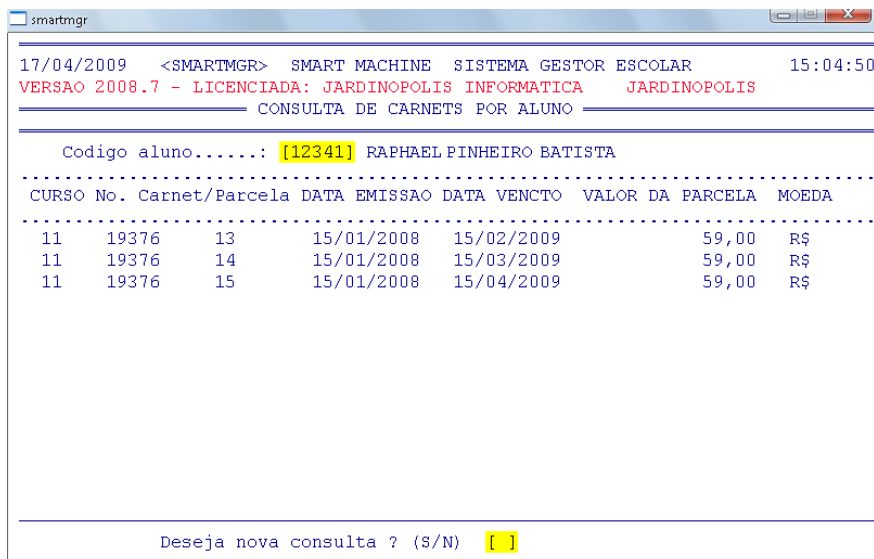 smartmgr
17/04/2009 <SMARTMGR> SMART MACHINE SISTEMA GESTOR ESCOLAR 15:04:50
VERSAO 2008.7 - LICENCIADA: JARDINOPOLIS INFORMATICA JARDINOPOLIS
CONSULTA DE CARNETS POR ALUNO
Codigo aluno......: [12341] RAPHAEL PINHEIRO BATISTA
CURSO No. Carnet/Parcela DATA EMISSAO DATA VENCTO VALOR DA PARCELA MOEDA
11 19376 13 15/01/2008 15/02/2009 59,00 R$
11 19376 14 15/01/2008 15/03/2009 59,00 R$
11 19376 15 15/01/2008 15/04/2009 59,00 R$
Deseja nova consulta ? (S/N) [ ]